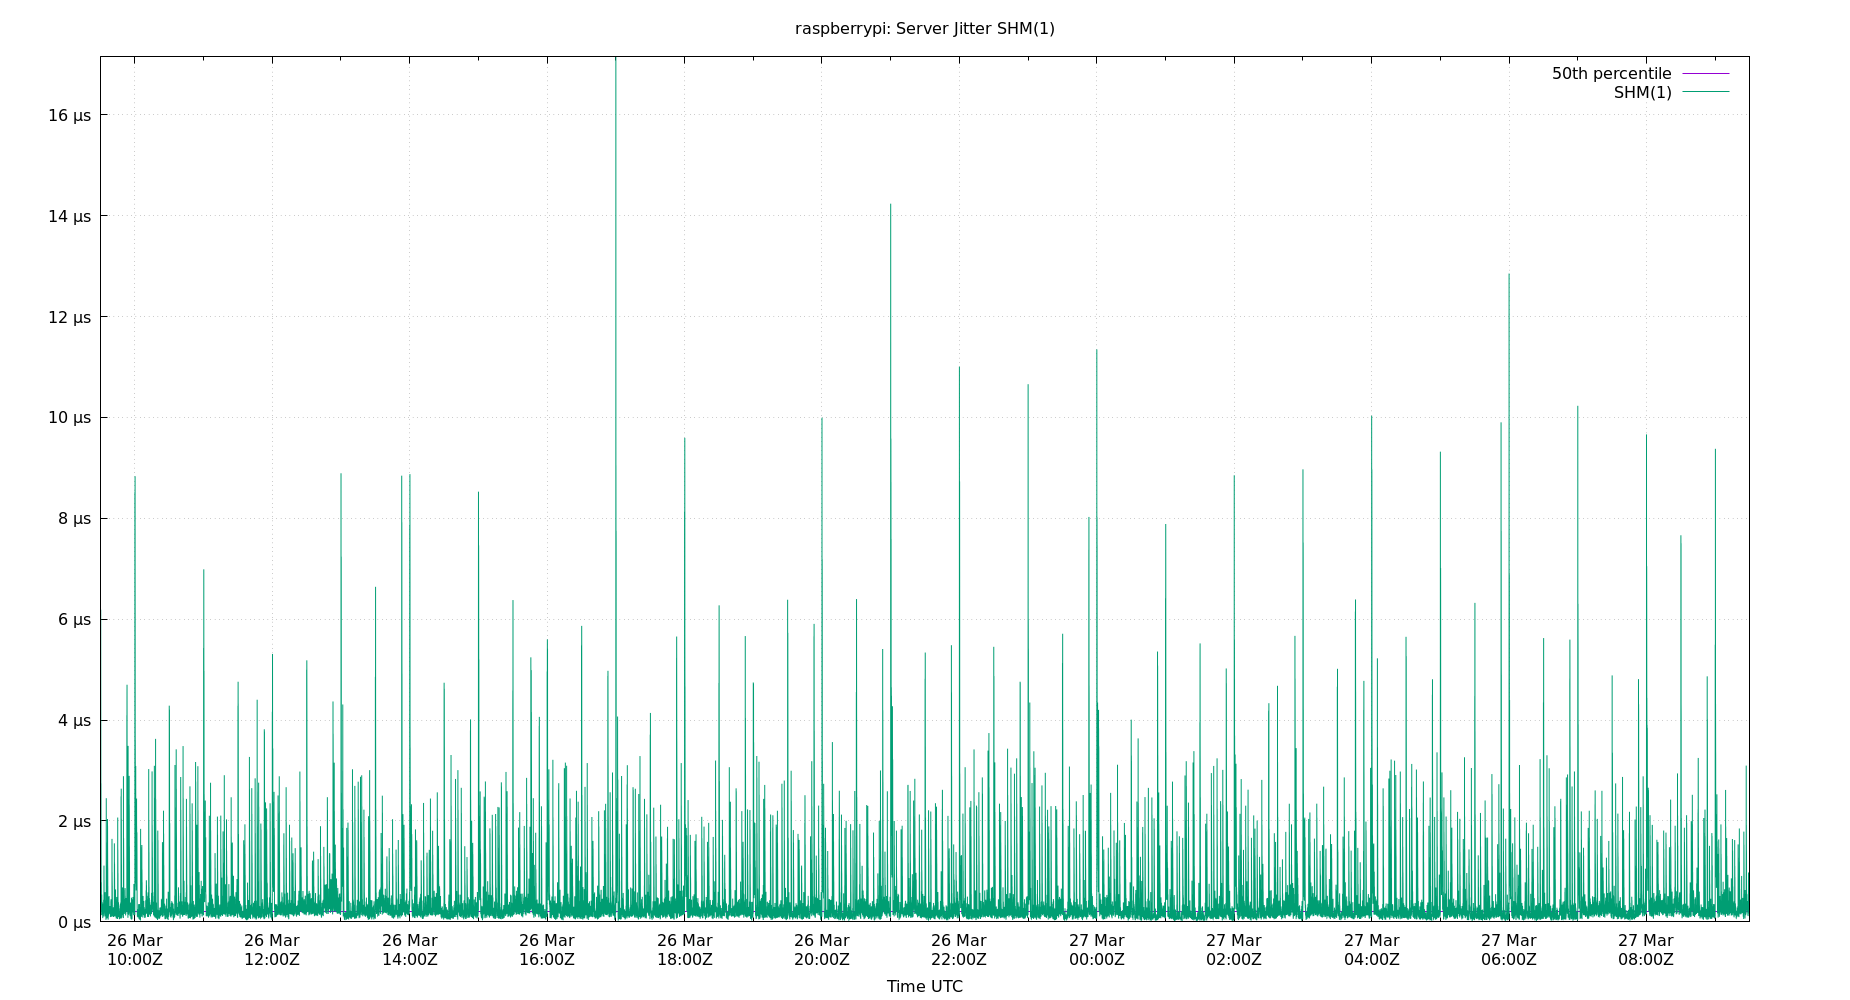 raspberrypi: Server Jitter SHM(1)
50th percentile
SHM(1)
16 µs
14 µs
12 µs
10 µs
8 µs
6 µs
4 µs
2 µs
0 µs
26 Mar 26 Mar 26 Mar 26 Mar 26 Mar 26 Mar 26 Mar 27 Mar 27 Mar 27 Mar 27 Mar 27 Mar
10:00Z 12:00Z 14:00Z 16:00Z 18:00Z 20:00Z 22:00Z 00:00Z 02:00Z 04:00Z 06:00Z 08:00Z
Time UTC